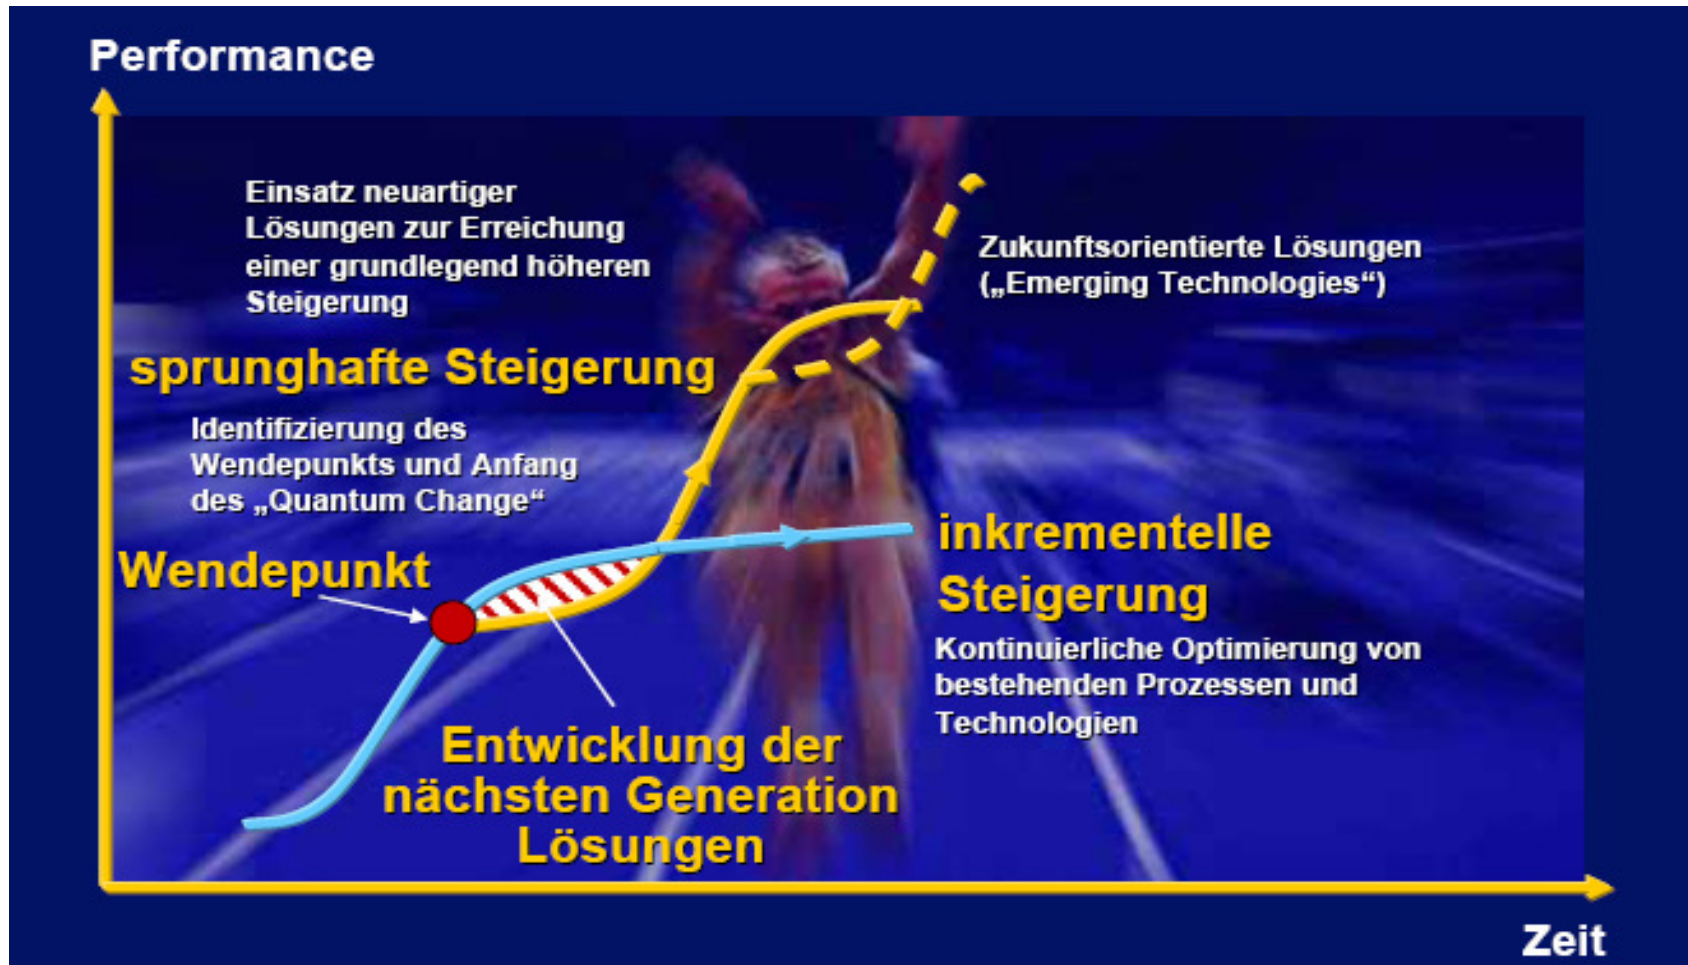 Performance
Einsatz neuartiger
Lösungen zur Erreichung
einer grundlegend höheren
Steigerung
Zukunftsorientierte Lösungen
(„Emerging Technologies“)
sprunghafte Steigerung
Identifizierung des
Wendepunkts und Anfang
des „Quantum Change“
Wendepunkt
inkrementelle
Steigerung
Kontinuierliche Optimierung von
bestehenden Prozessen und
Technologien
Entwicklung der
nächsten Generation
Lösungen
Zeit